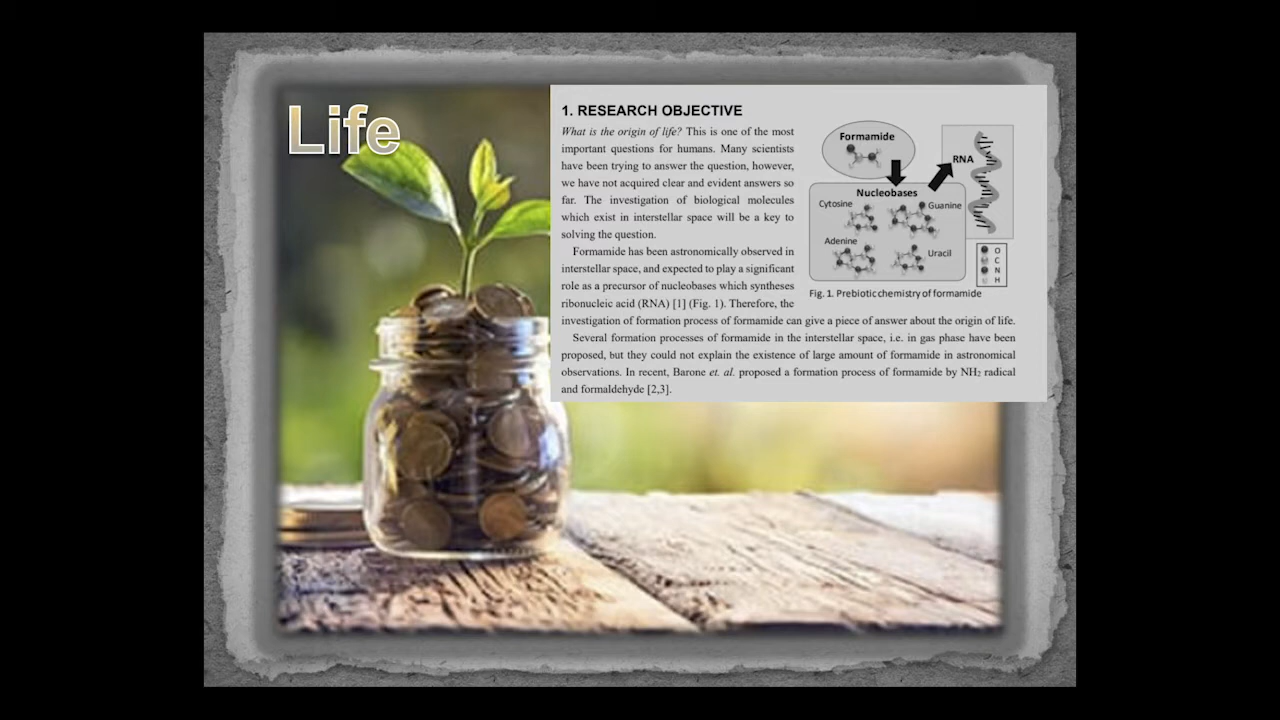 Life
1. RESEARCH OBJECTIVE
What is the origin of life? This is one of the most
important questions for humans. Many scientists
have been trying to answer the question, however,
we have not acquired clear and evident answers so
far. The investigation of biological molecules
which exist in interstellar space will be a key to
solving the question.
Formamide has been astronomically observed in
interstellar space, and expected to play a significant
role as a precursor of nucleobases which syntheses
ribonucleic acid (RNA) [1] (Fig. 1). Therefore, the
investigation of formation process of formamide can give a piece of answer about the origin of life.
Several formation processes of formamide in the interstellar space, i.e. in gas phase have been
proposed, but they could not explain the existence of large amount of formamide in astronomical
observations. In recent, Barone et. al. proposed a formation process of formamide by NH₂ radical
and formaldehyde [2,3].
Formamide
RNA
Nucleobases
Cytosine
Guanine
Adenine
Uracil
O
C
N
H
Fig. 1. Prebiotic chemistry of formamide